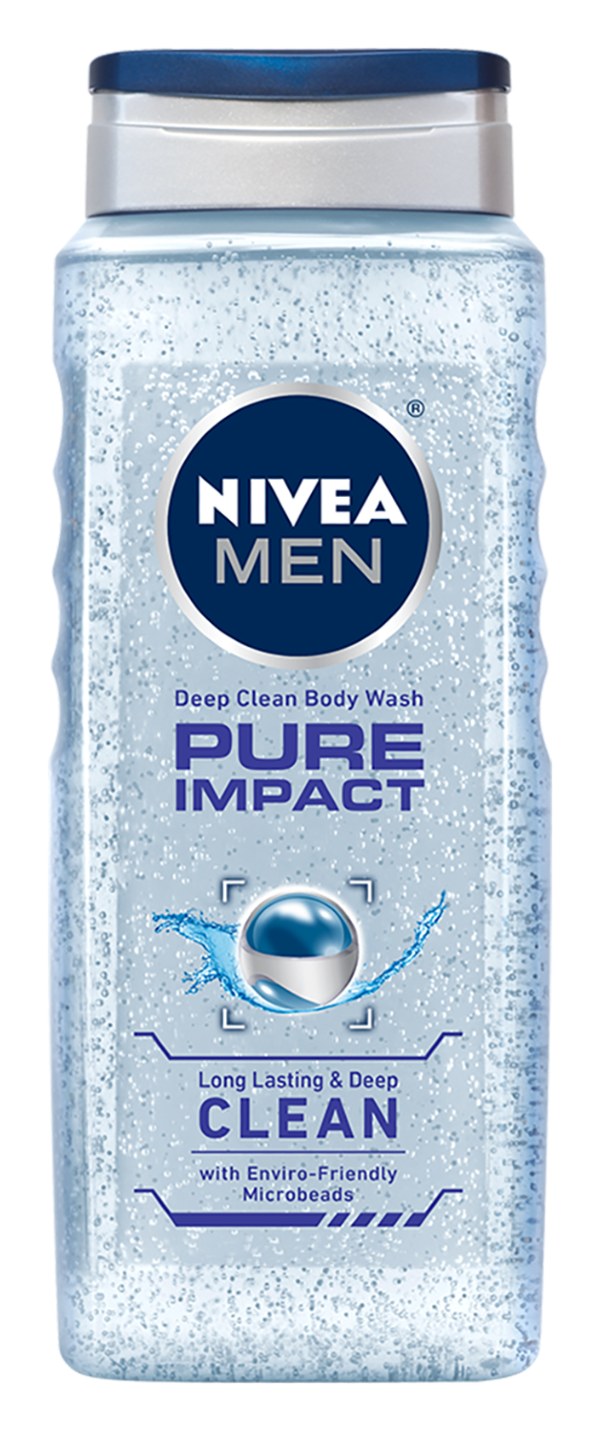 ®
NIVEA
MEN
Deep Clean Body Wash
PURE
IMPACT
Long Lasting & Deep
CLEAN
with Enviro-Friendly
Microbeads